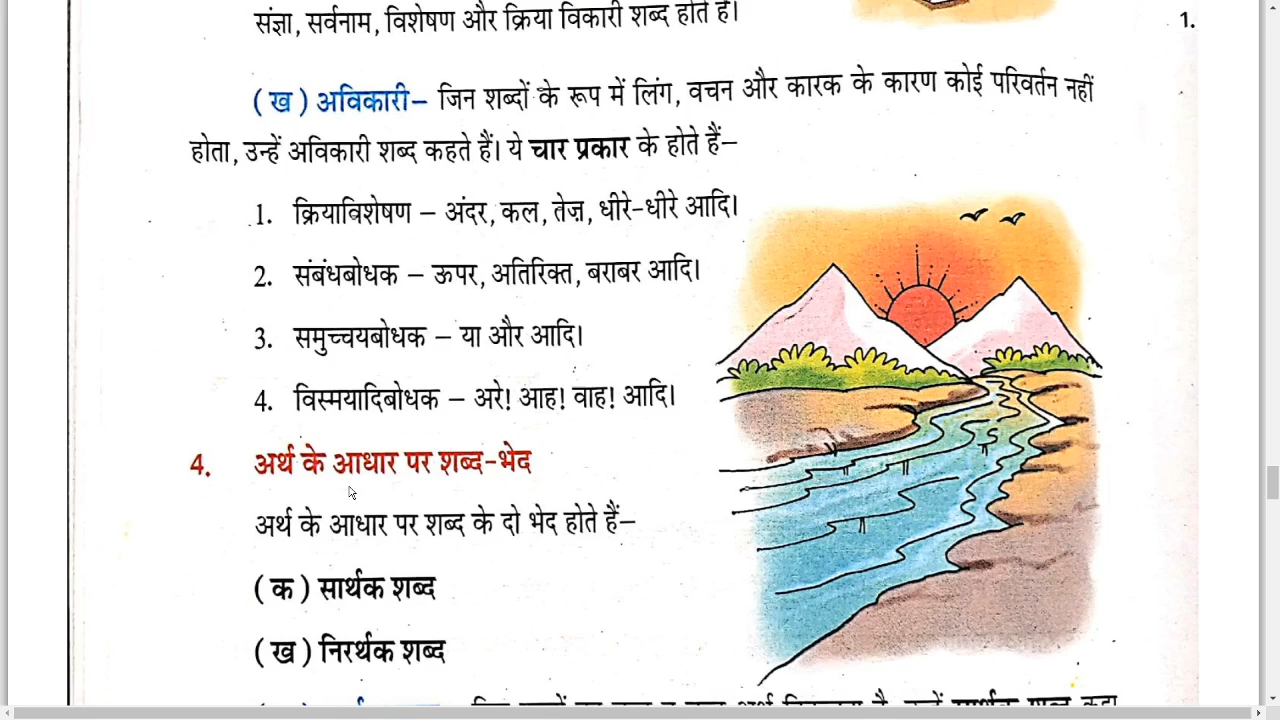 संज्ञा, सर्वनाम, विशेषण और क्रिया विकारी शब्द होते हैं।
1.
(ख) अविकारी– जिन शब्दों के रूप में लिंग, वचन और कारक के कारण कोई परिवर्तन नहीं
होता, उन्हें अविकारी शब्द कहते हैं। ये चार प्रकार के होते हैं–
1. क्रियाविशेषण – अंदर, कल, तेज़, धीरे-धीरे आदि।
2. संबंधबोधक – ऊपर, अतिरिक्त, बराबर आदि।
3. समुच्चयबोधक – या और आदि।
4. विस्मयादिबोधक – अरे! आह! वाह! आदि।
4. अर्थ के आधार पर शब्द-भेद
अर्थ के आधार पर शब्द के दो भेद होते हैं–
(क) सार्थक शब्द
(ख) निरर्थक शब्द